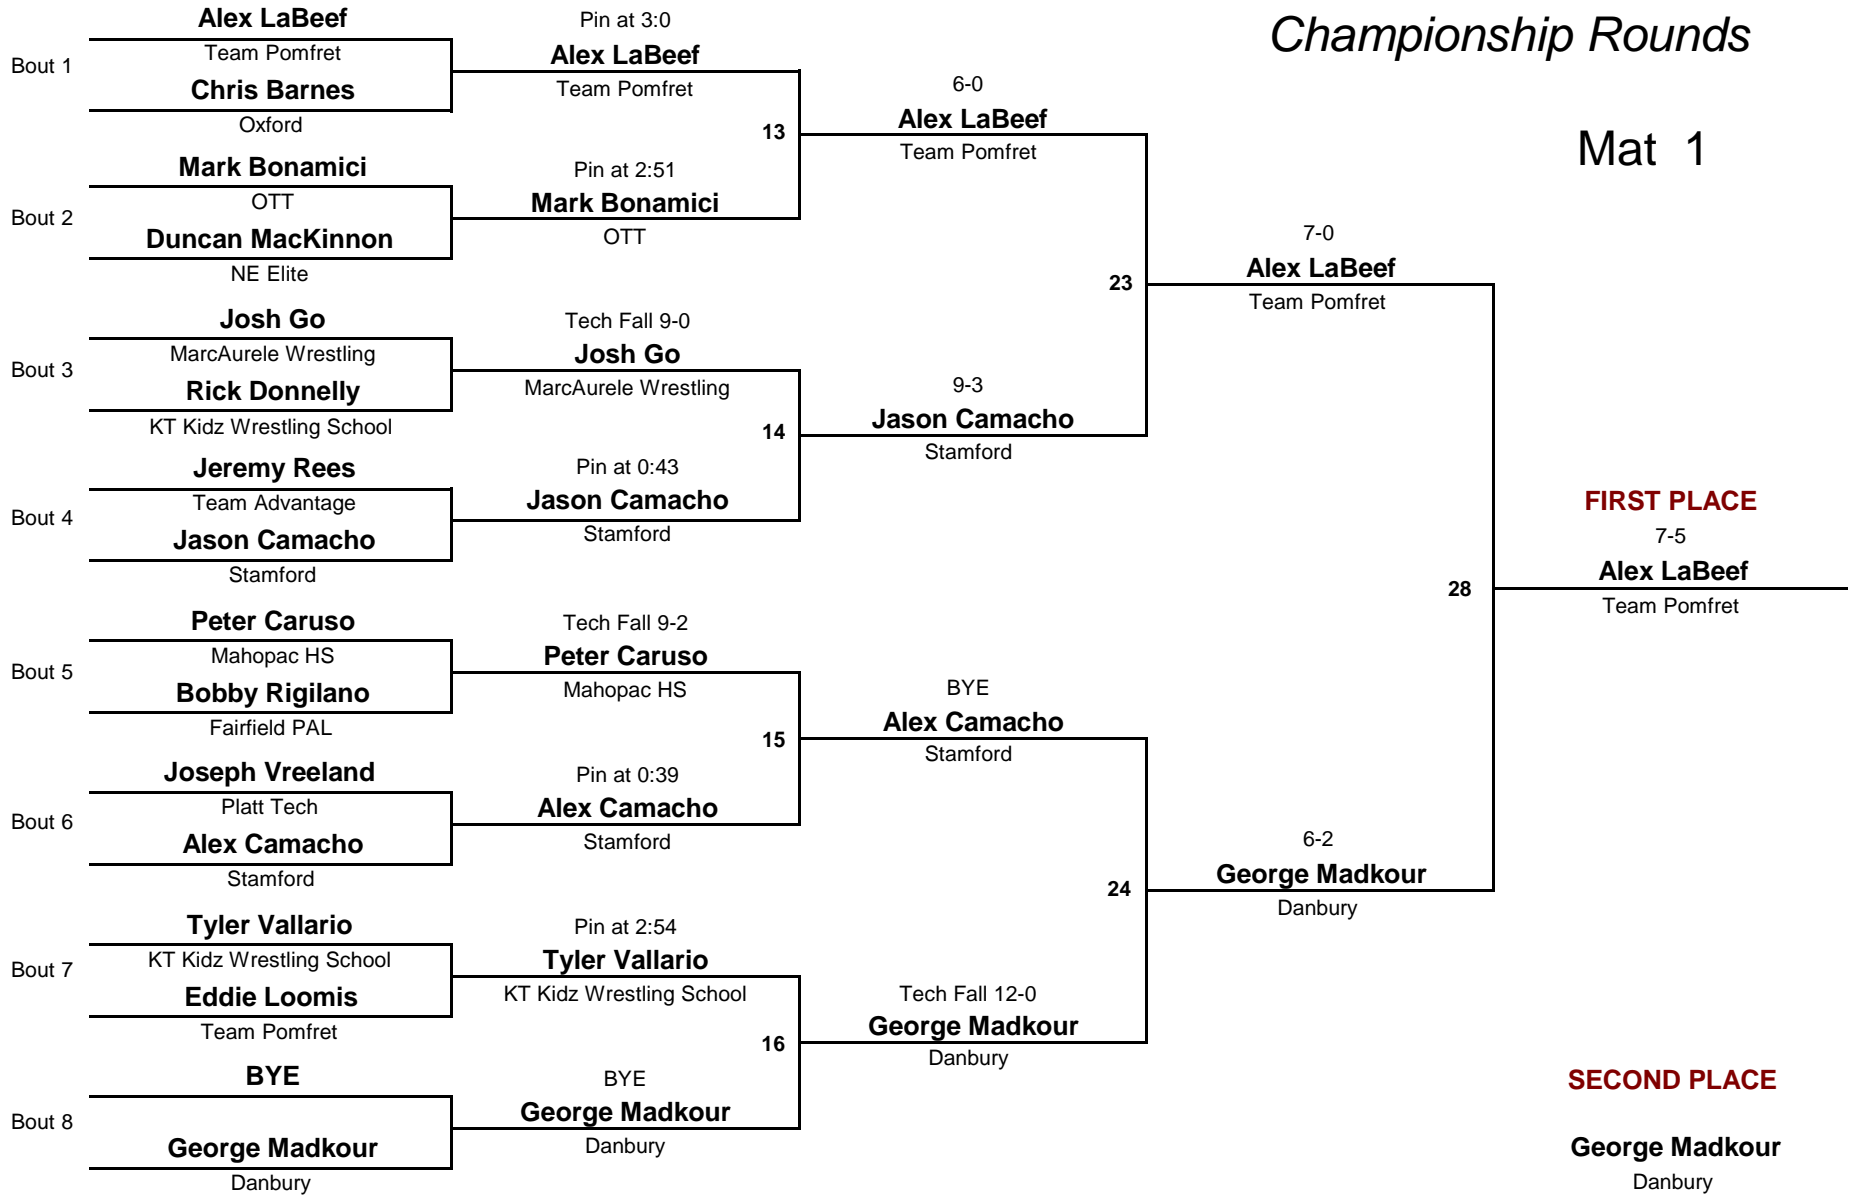 Championship Rounds
Mat 1
Bout 1
Alex LaBeef
Team Pomfret
Chris Barnes
Oxford
Bout 2
Mark Bonamici
OTT
Duncan MacKinnon
NE Elite
Bout 3
Josh Go
MarcAurele Wrestling
Rick Donnelly
KT Kidz Wrestling School
Bout 4
Jeremy Rees
Team Advantage
Jason Camacho
Stamford
Bout 5
Peter Caruso
Mahopac HS
Bobby Rigilano
Fairfield PAL
Bout 6
Joseph Vreeland
Platt Tech
Alex Camacho
Stamford
Bout 7
Tyler Vallario
KT Kidz Wrestling School
Eddie Loomis
Team Pomfret
Bout 8
BYE
George Madkour
Danbury
Pin at 3:0
Alex LaBeef
Team Pomfret
13
Pin at 2:51
Mark Bonamici
OTT
Tech Fall 9-0
Josh Go
MarcAurele Wrestling
14
Pin at 0:43
Jason Camacho
Stamford
Tech Fall 9-2
Peter Caruso
Mahopac HS
15
Pin at 0:39
Alex Camacho
Stamford
Pin at 2:54
Tyler Vallario
KT Kidz Wrestling School
16
BYE
George Madkour
Danbury
6-0
Alex LaBeef
Team Pomfret
23
9-3
Jason Camacho
Stamford
BYE
Alex Camacho
Stamford
24
Tech Fall 12-0
George Madkour
Danbury
7-0
Alex LaBeef
Team Pomfret
28
6-2
George Madkour
Danbury
FIRST PLACE
7-5
Alex LaBeef
Team Pomfret
SECOND PLACE
George Madkour
Danbury